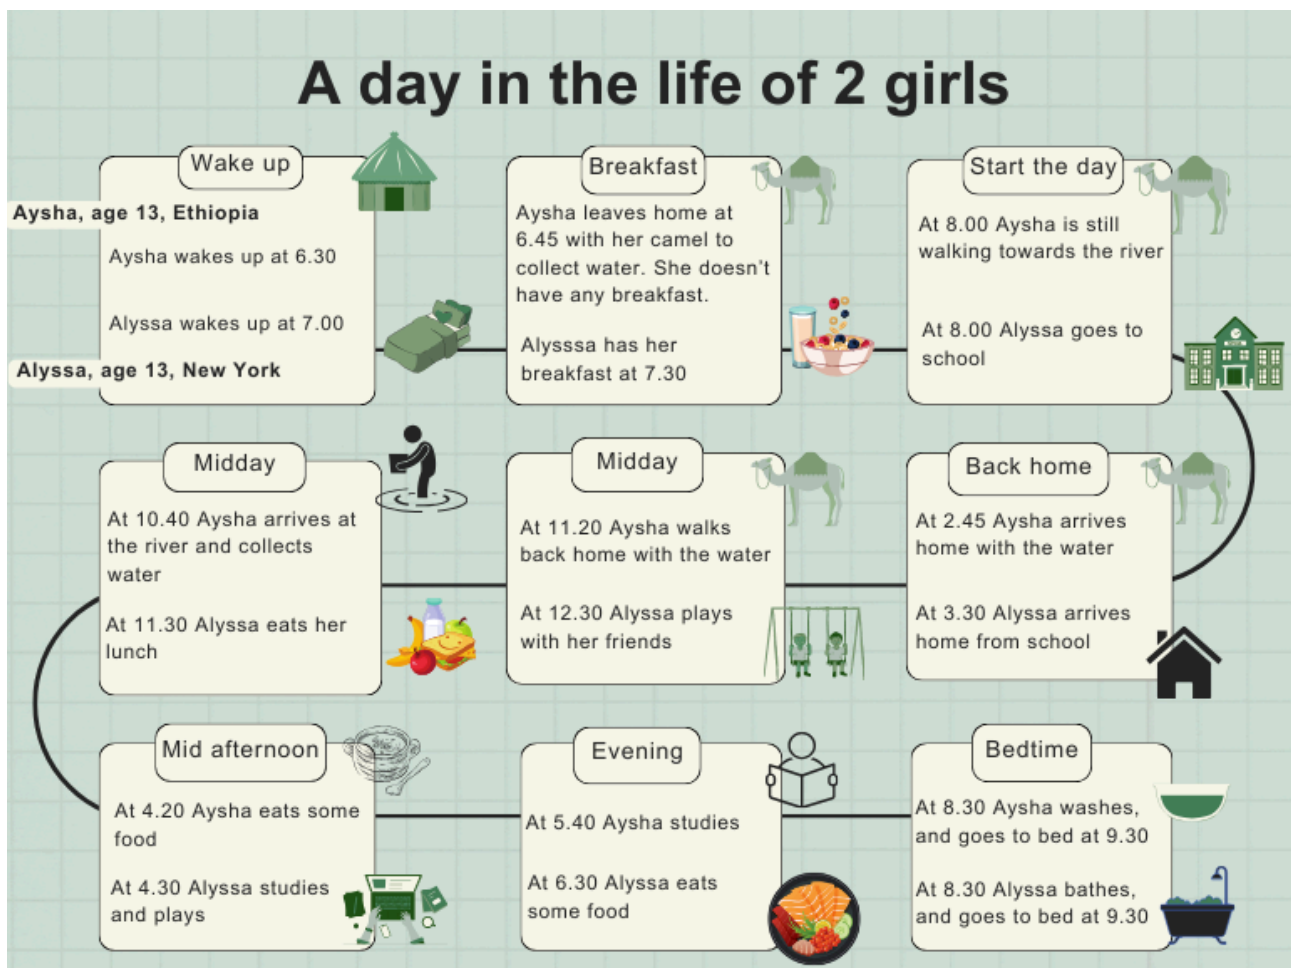 A day in the life of 2 girls
Wake up
Aysha, age 13, Ethiopia
Aysha wakes up at 6.30
Alyssa wakes up at 7.00
Alyssa, age 13, New York
Breakfast
Aysha leaves home at
6.45 with her camel to
collect water. She doesn't
have any breakfast.
Alysssa has her
breakfast at 7.30
Start the day
At 8.00 Aysha is still
walking towards the river
At 8.00 Alyssa goes to
school
Midday
At 10.40 Aysha arrives at
the river and collects
water
At 11.30 Alyssa eats her
lunch
Midday
At 11.20 Aysha walks
back home with the water
At 12.30 Alyssa plays
with her friends
Back home
At 2.45 Aysha arrives
home with the water
At 3.30 Alyssa arrives
home from school
Mid afternoon
At 4.20 Aysha eats some
food
At 4.30 Alyssa studies
and plays
Evening
At 5.40 Aysha studies
At 6.30 Alyssa eats
some food
Bedtime
At 8.30 Aysha washes,
and goes to bed at 9.30
At 8.30 Alyssa bathes,
and goes to bed at 9.30